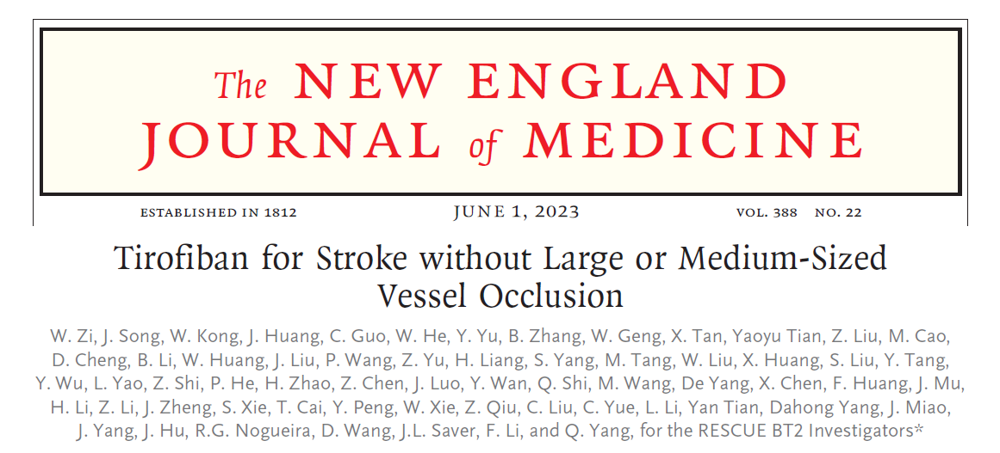 The NEW ENGLAND
JOURNAL of MEDICINE
ESTABLISHED IN 1812 JUNE 1, 2023 VOL. 388 NO. 22
Tirofiban for Stroke without Large or Medium-Sized
Vessel Occlusion
W. Zi, J. Song, W. Kong, J. Huang, C. Guo, W. He, Y. Yu, B. Zhang, W. Geng, X. Tan, Yaoyu Tian, Z. Liu, M. Cao,
D. Cheng, B. Li, W. Huang, J. Liu, P. Wang, Z. Yu, H. Liang, S. Yang, M. Tang, W. Liu, X. Huang, S. Liu, Y. Tang,
Y. Wu, L. Yao, Z. Shi, P. He, H. Zhao, Z. Chen, J. Luo, Y. Wan, Q. Shi, M. Wang, De Yang, X. Chen, F. Huang, J. Mu,
H. Li, Z. Li, J. Zheng, S. Xie, T. Cai, Y. Peng, W. Xie, Z. Qiu, C. Liu, C. Yue, L. Li, Yan Tian, Dahong Yang, J. Miao,
J. Yang, J. Hu, R.G. Nogueira, D. Wang, J.L. Saver, F. Li, and Q. Yang, for the RESCUE BT2 Investigators*